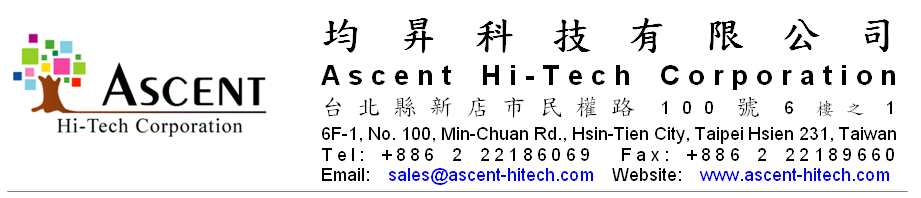 ASCENT
Hi-Tech Corporation
均昇科技有限公司
Ascent Hi-Tech Corporation
台北縣新店市民權路100號6樓之1
6F-1, No. 100, Min-Chuan Rd., Hsin-Tien City, Taipei Hsien 231, Taiwan
Tel: +886 2 22186069 Fax: +886 2 22189660
Email: sales@ascent-hitech.com Website: www.ascent-hitech.com